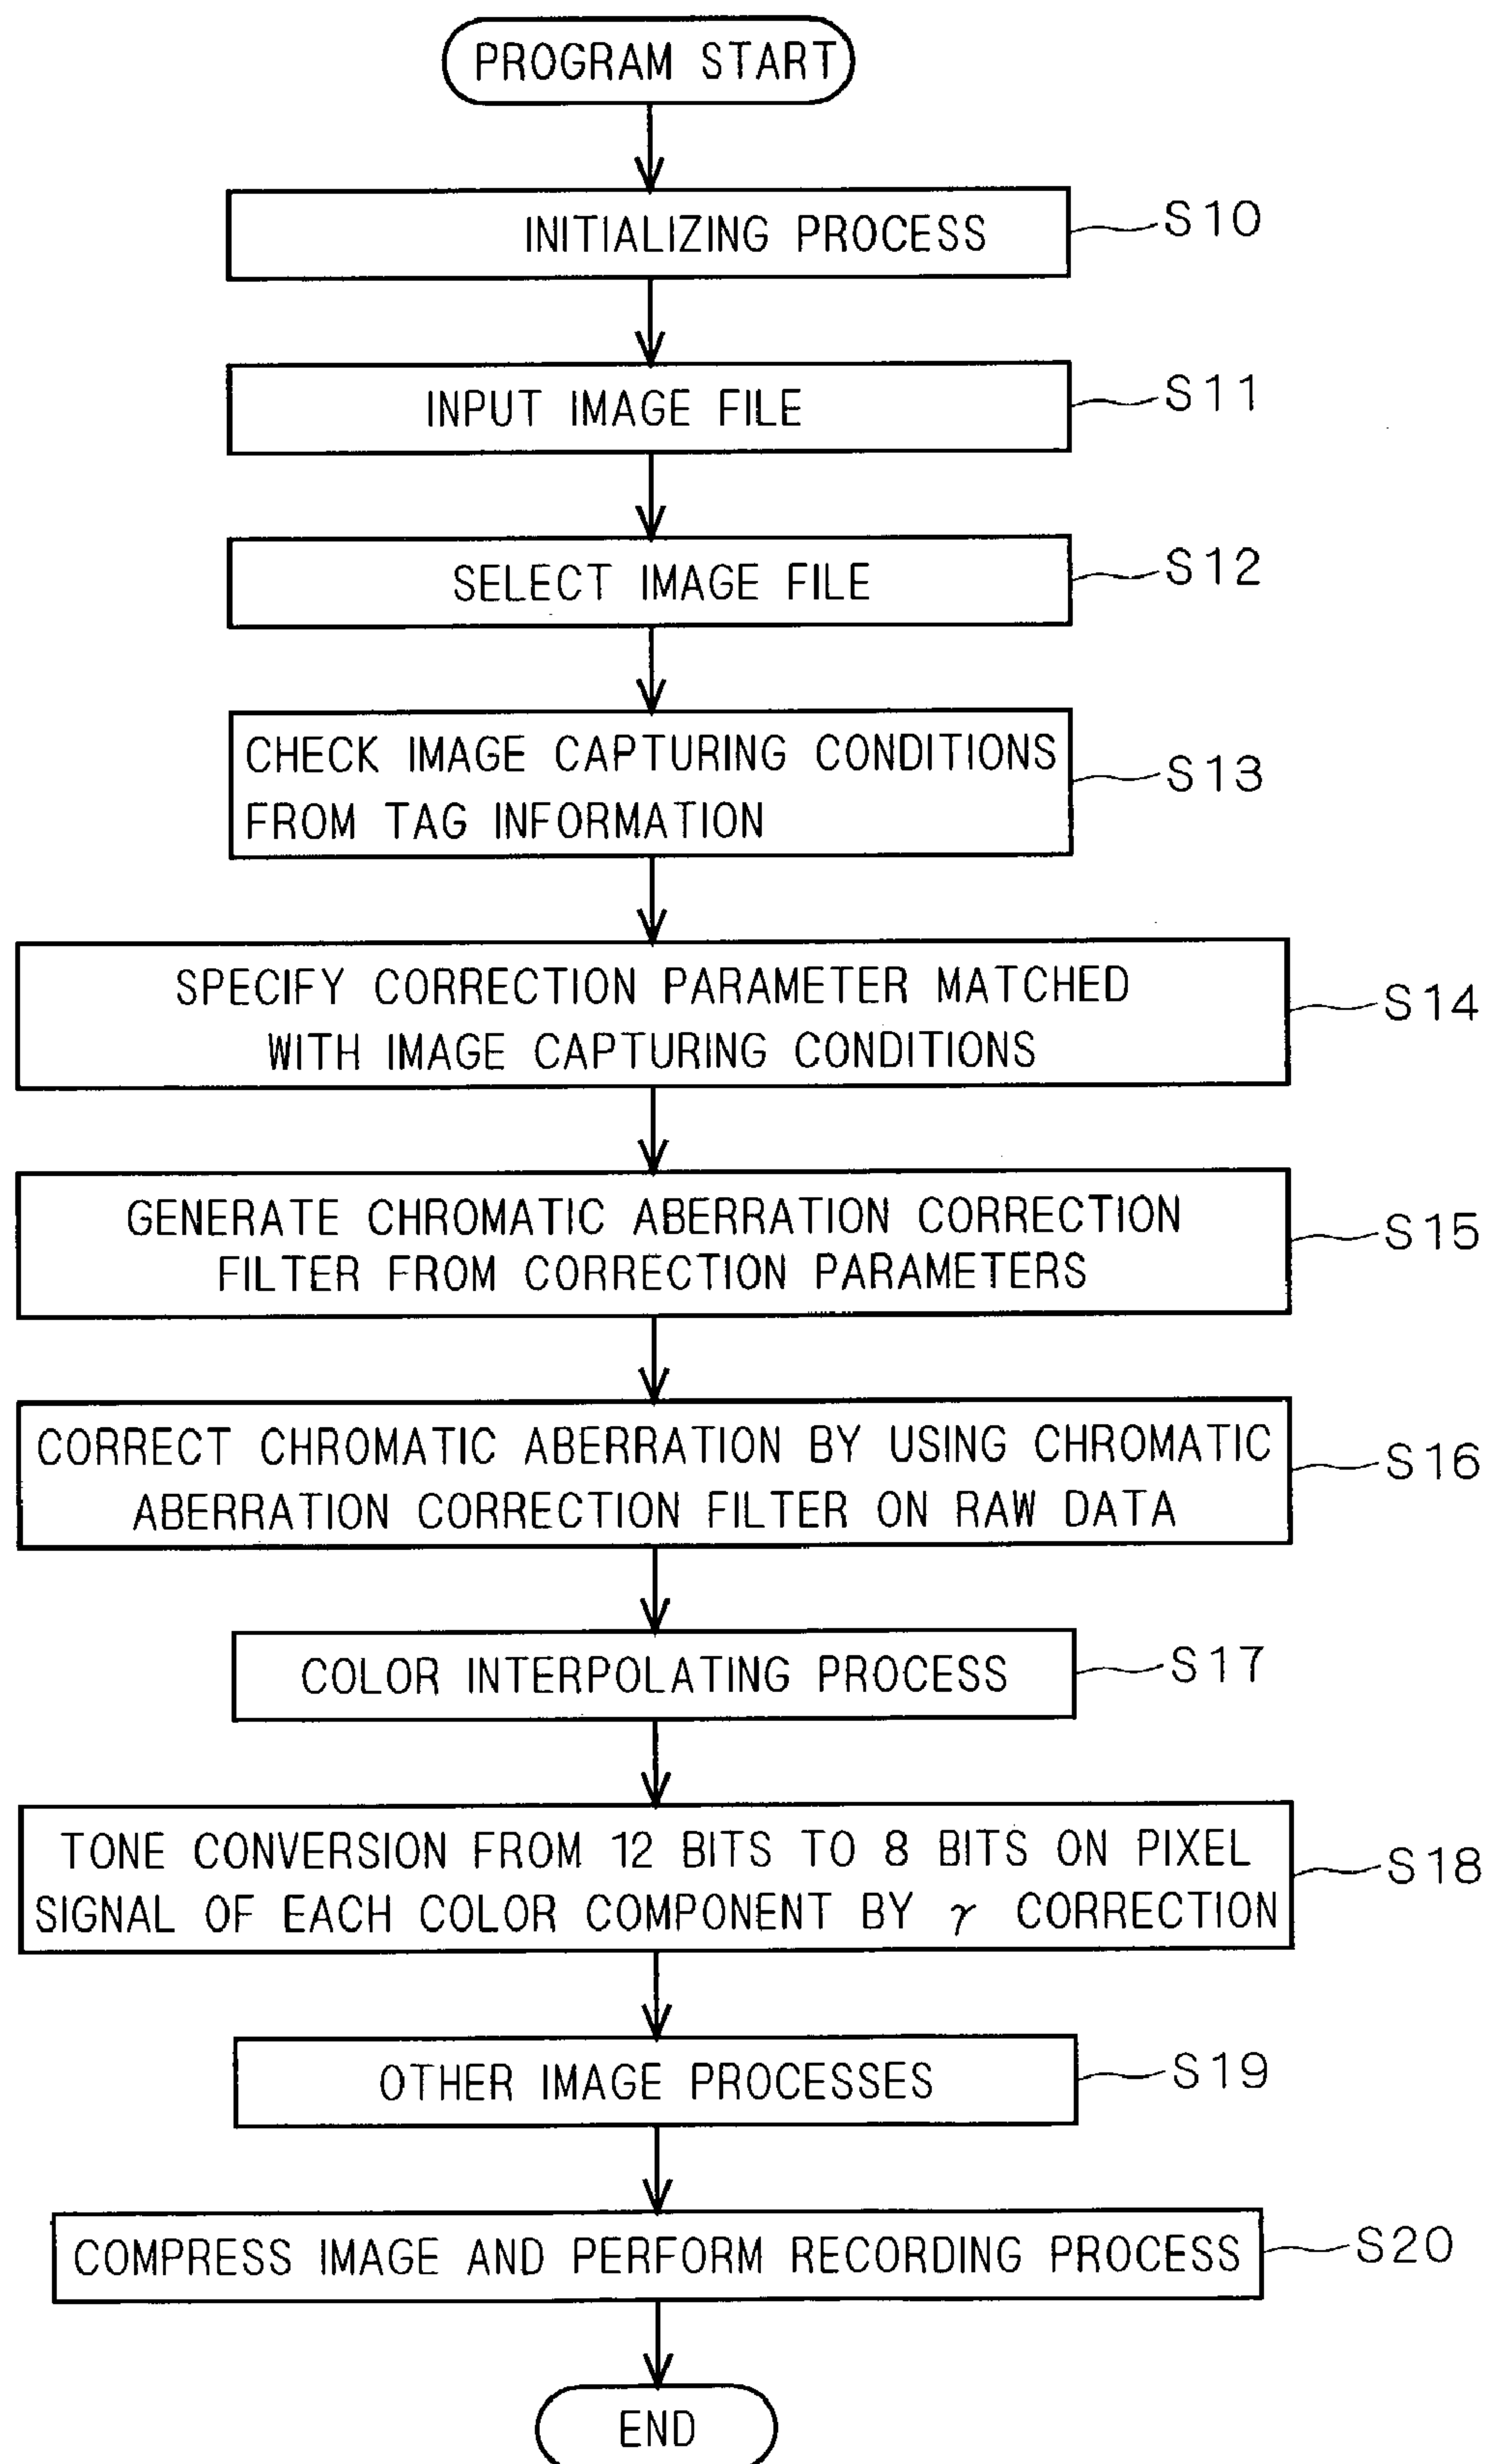 PROGRAM START
INITIALIZING PROCESS
S10
INPUT IMAGE FILE
S11
SELECT IMAGE FILE
S12
CHECK IMAGE CAPTURING CONDITIONS
FROM TAG INFORMATION
S13
SPECIFY CORRECTION PARAMETER MATCHED
WITH IMAGE CAPTURING CONDITIONS
S14
GENERATE CHROMATIC ABERRATION CORRECTION
FILTER FROM CORRECTION PARAMETERS
S15
CORRECT CHROMATIC ABERRATION BY USING CHROMATIC
ABERRATION CORRECTION FILTER ON RAW DATA
S16
COLOR INTERPOLATING PROCESS
S17
TONE CONVERSION FROM 12 BITS TO 8 BITS ON PIXEL
SIGNAL OF EACH COLOR COMPONENT BY γ CORRECTION
S18
OTHER IMAGE PROCESSES
S19
COMPRESS IMAGE AND PERFORM RECORDING PROCESS
S20
END